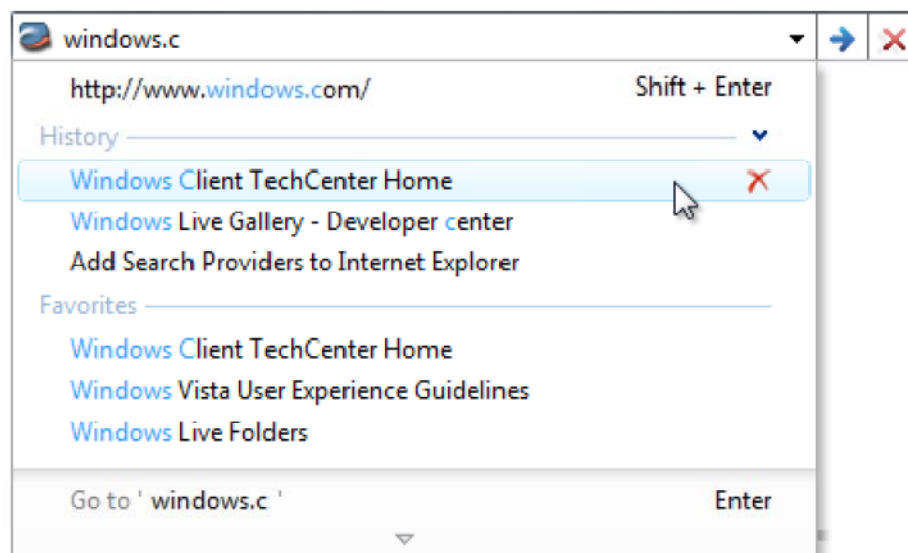 windows.c
http://www.windows.com/ Shift + Enter
History
Windows Client TechCenter Home
Windows Live Gallery - Developer center
Add Search Providers to Internet Explorer
Favorites
Windows Client TechCenter Home
Windows Vista User Experience Guidelines
Windows Live Folders
Go to ' windows.c ' Enter